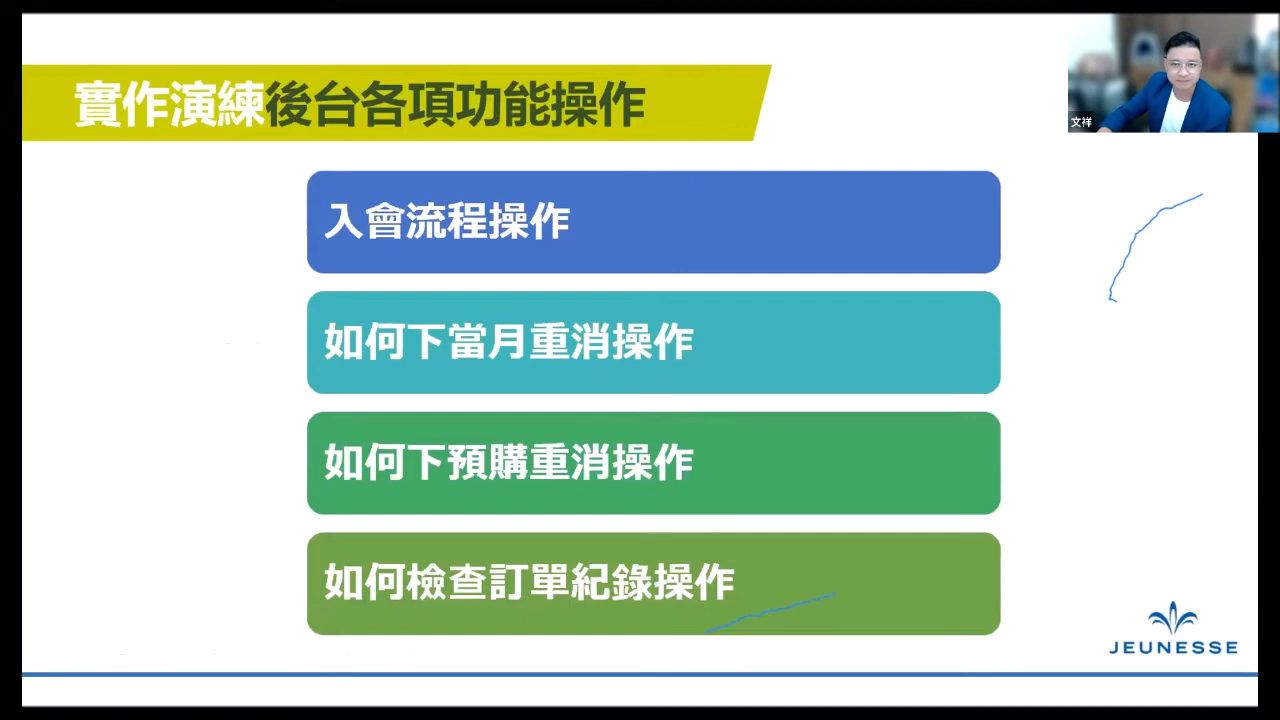 實作演練後台各項功能操作
文祥
入會流程操作
如何下當月重消操作
如何下預購重消操作
如何檢查訂單紀錄操作
JEUNESSE